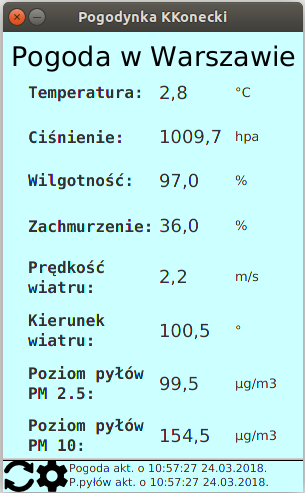 Pogodynka KKonecki
Pogoda w Warszawie
Temperatura: 2,8 °C
Ciśnienie: 1009,7 hpa
Wilgotność: 97,0 %
Zachmurzenie: 36,0 %
Prędkość
wiatru: 2,2 m/s
Kierunek
wiatru: 100,5 °
Poziom pyłów
PM 2.5: 99,5 µg/m3
Poziom pyłów
PM 10: 154,5 µg/m3
Pogoda akt. o 10:57:27 24.03.2018.
P.pyłów akt. o 10:57:27 24.03.2018.